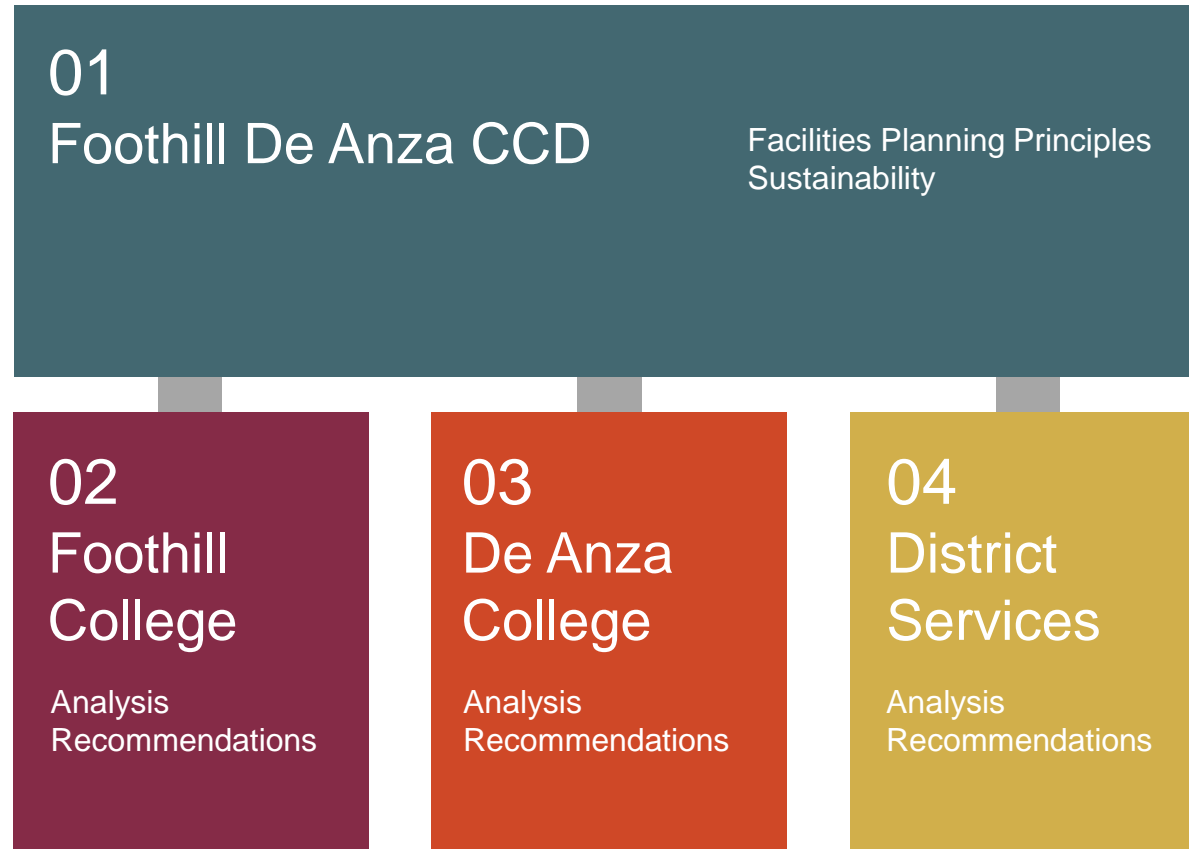 01
Foothill De Anza CCD
Facilities Planning Principles
Sustainability
02
Foothill
College
Analysis
Recommendations
03
De Anza
College
Analysis
Recommendations
04
District
Services
Analysis
Recommendations